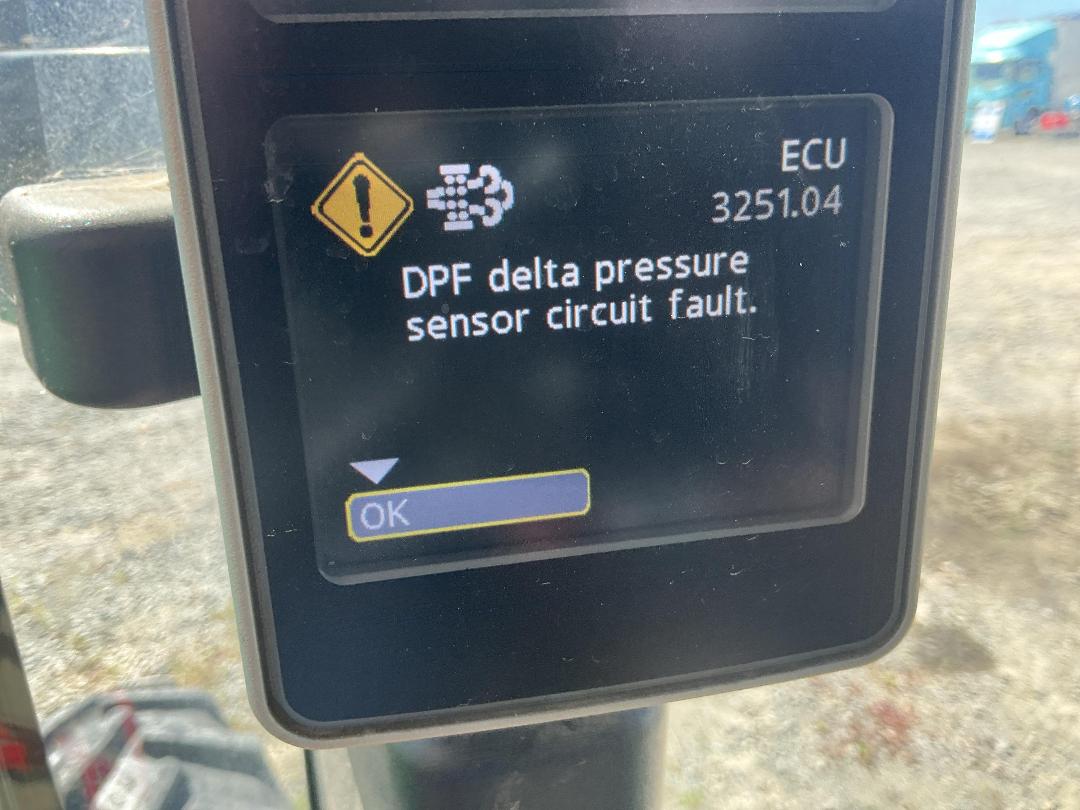 ECU
3251.04
DPF delta pressure
sensor circuit fault.
OK